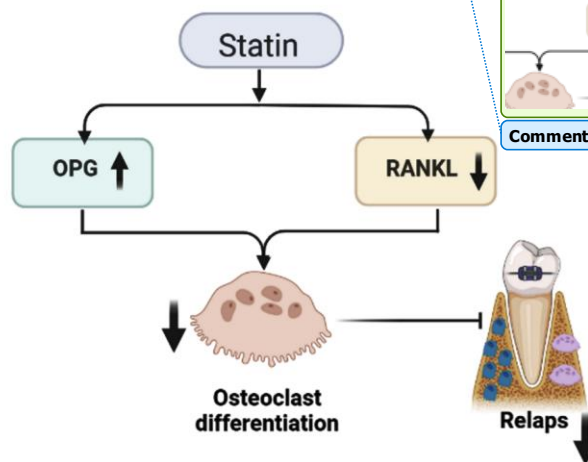 Statin
Comment
OPG
RANKL
Osteoclast
differentiation
Relaps